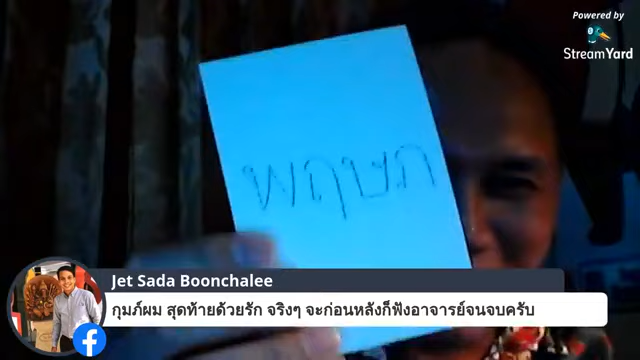 Powered by
StreamYard
พฤษภ
Jet Sada Boonchalee
กุมภ์ผม สุดท้ายด้วยรัก จริงๆ จะก่อนหลังก็ฟังอาจารย์จนจบครับ